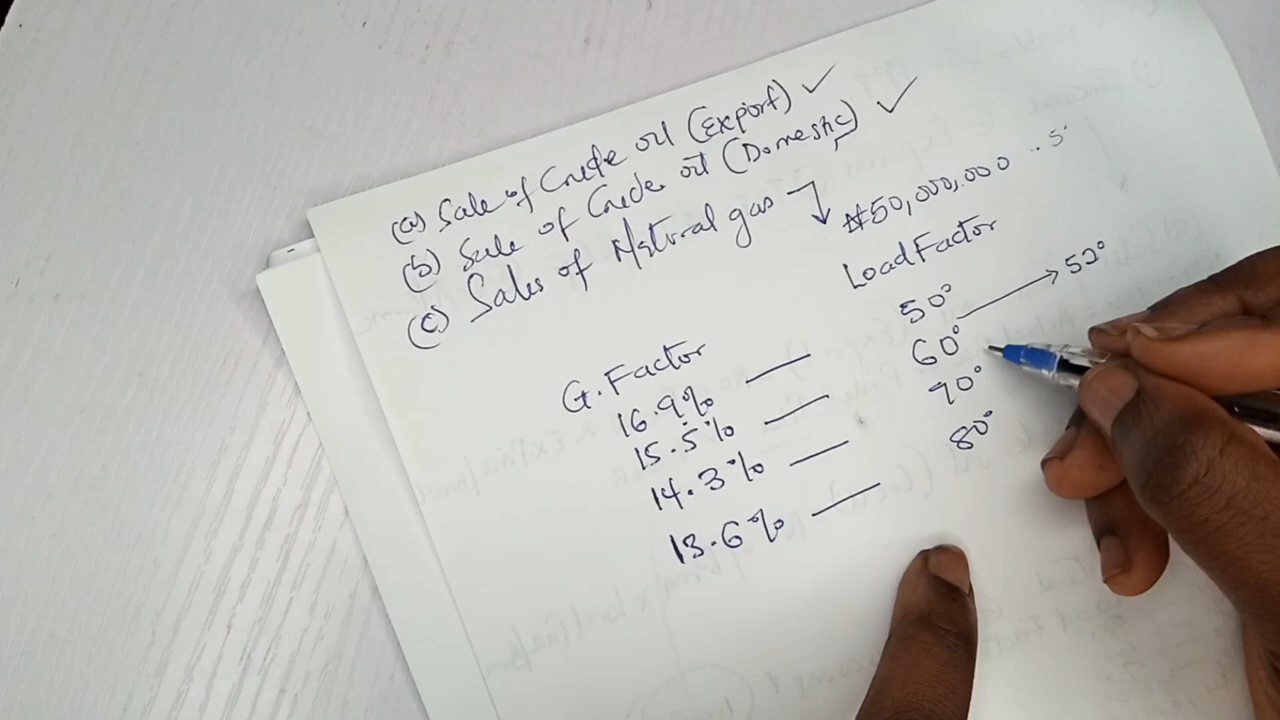 (a) Sale of Crude oil (Export) ✓
(b) Sale of Crude oil (Domestic) ✓
(c) Sales of Natural gas
₦50,000,000
G.Factor
Load Factor
16.9% — 50° → 52°
15.5% — 60°
14.3% — 70°
13.6% — 80°